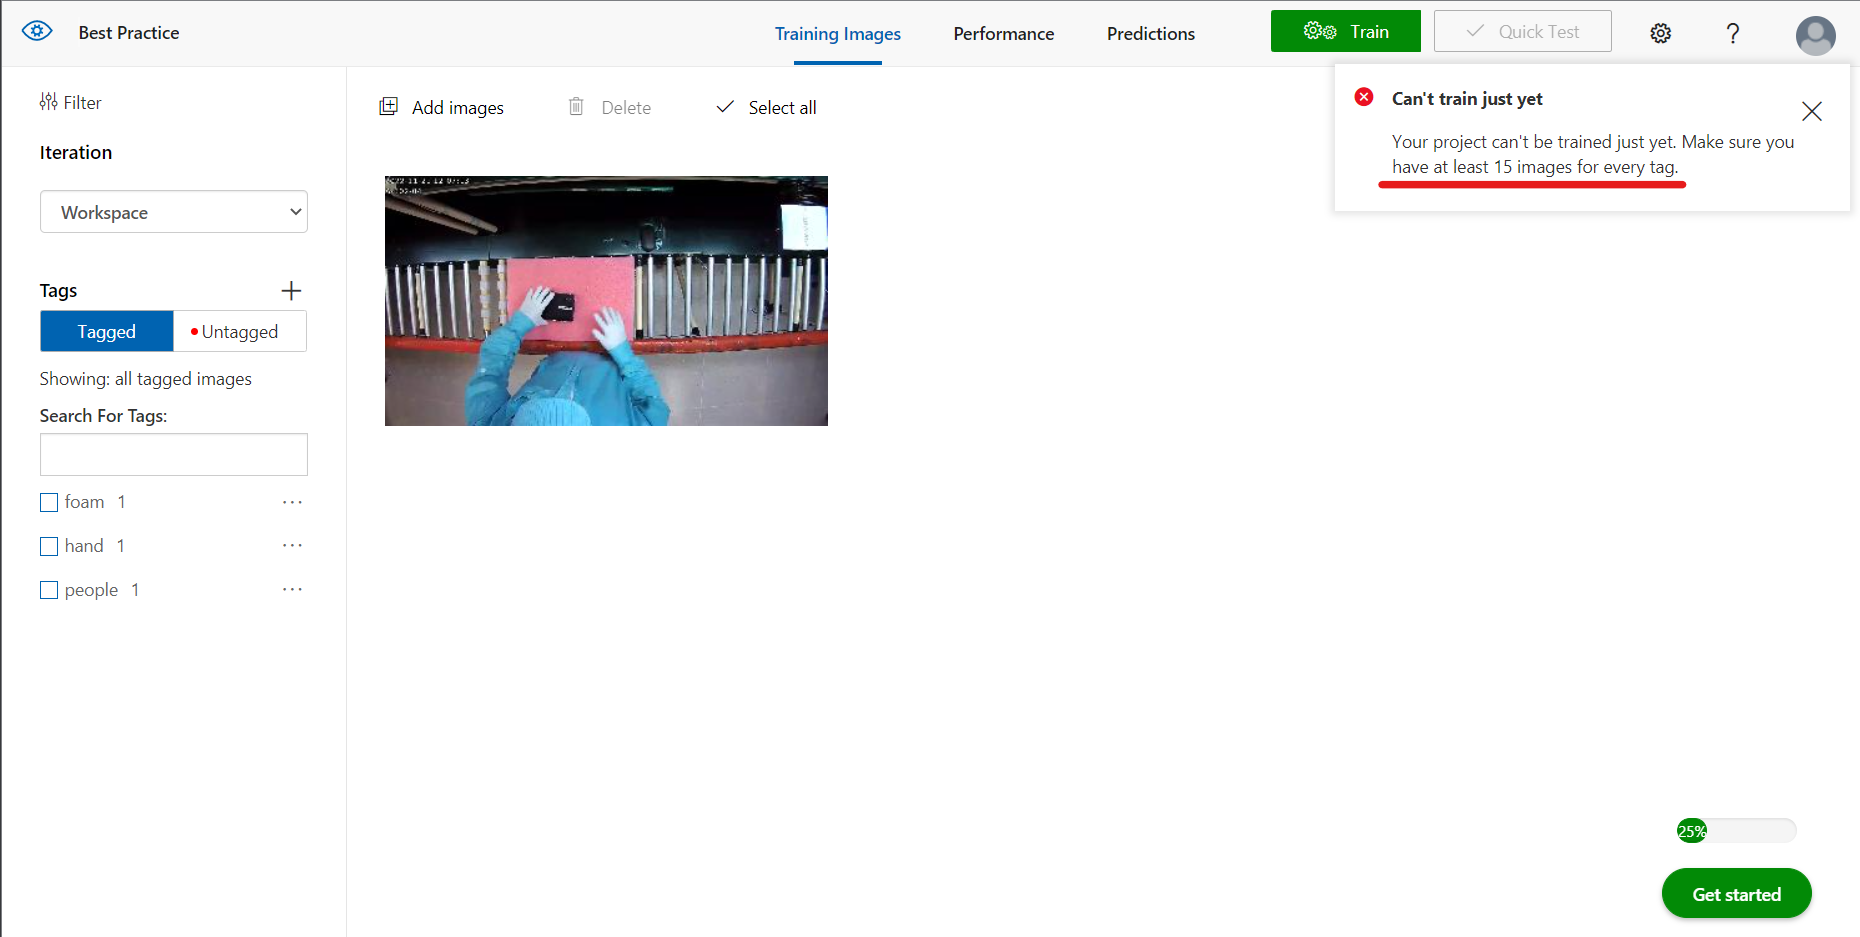 Best Practice
Training Images
Performance
Predictions
Train
Quick Test
?
Filter
Iteration
Workspace
Tags
Tagged
Untagged
Showing: all tagged images
Search For Tags:
foam 1
hand 1
people 1
Add images
Delete
Select all
Can't train just yet
Your project can't be trained just yet. Make sure you
have at least 15 images for every tag.
25%
Get started